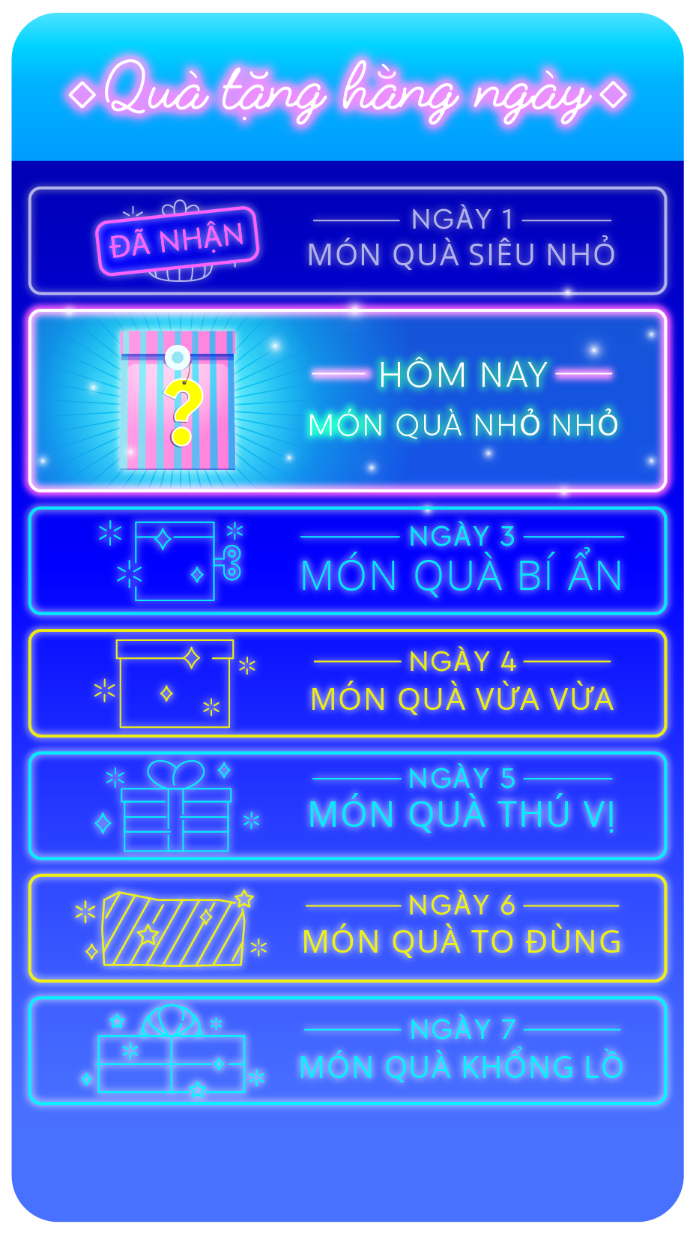 Quà tặng hằng ngày
ĐÃ NHẬN
NGÀY 1
MÓN QUÀ SIÊU NHỎ
?
HÔM NAY
MÓN QUÀ NHỎ NHỎ
NGÀY 3
MÓN QUÀ BÍ ẨN
NGÀY 4
MÓN QUÀ VỪA VỪA
NGÀY 5
MÓN QUÀ THÚ VỊ
NGÀY 6
MÓN QUÀ TO ĐÙNG
NGÀY 7
MÓN QUÀ KHỔNG LỒ